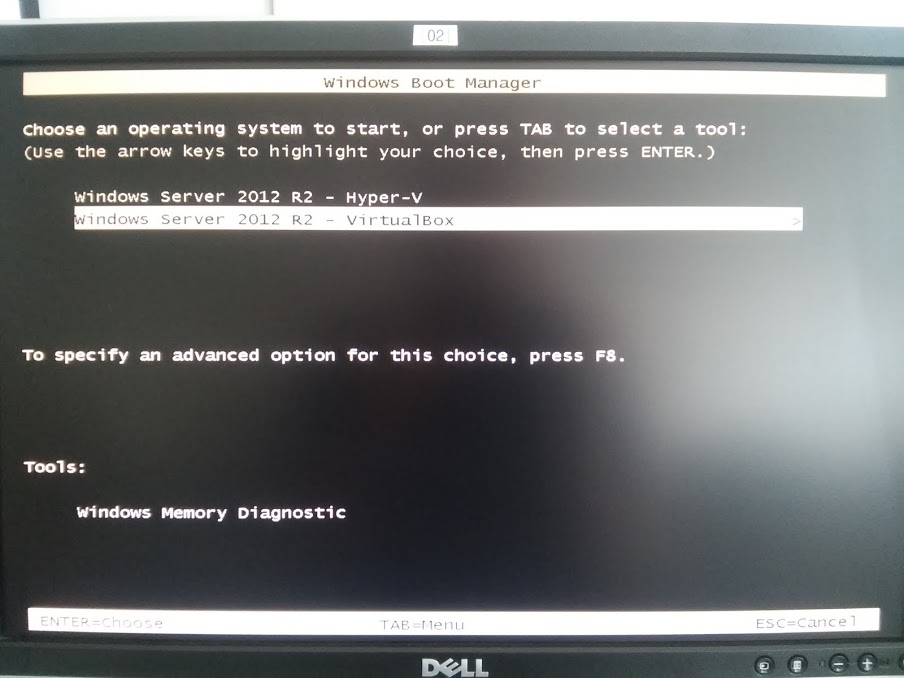 02
Windows Boot Manager
Choose an operating system to start, or press TAB to select a tool:
(Use the arrow keys to highlight your choice, then press ENTER.)
Windows Server 2012 R2 - Hyper-V
Windows Server 2012 R2 - VirtualBox >
To specify an advanced option for this choice, press F8.
Tools:
Windows Memory Diagnostic
ENTER=Choose TAB=Menu ESC=Cancel
DELL